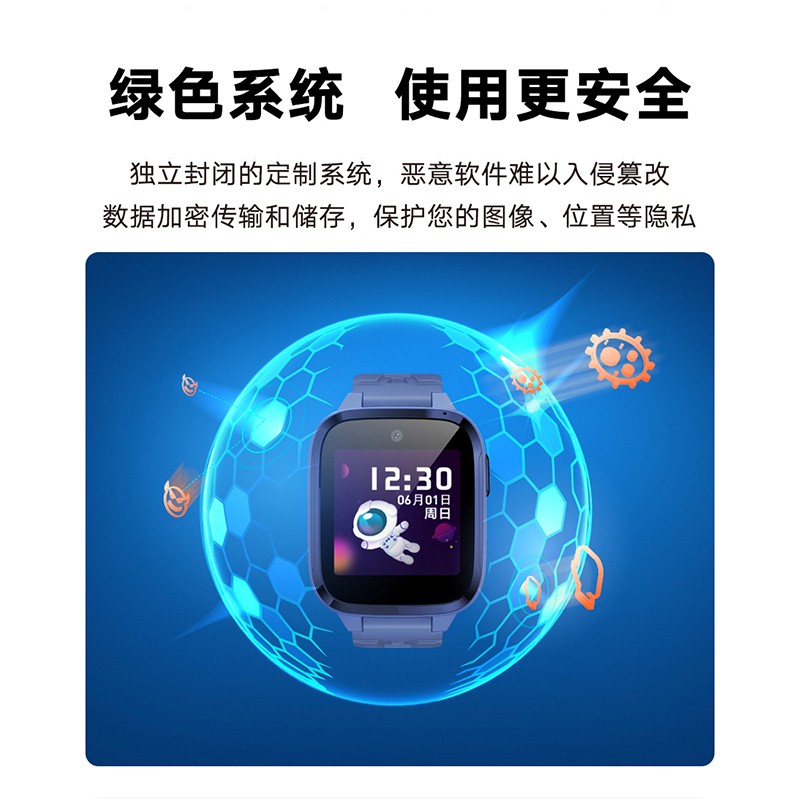 绿色系统 使用更安全
独立封闭的定制系统，恶意软件难以入侵篡改
数据加密传输和储存，保护您的图像、位置等隐私
12:30
06月01日
周日